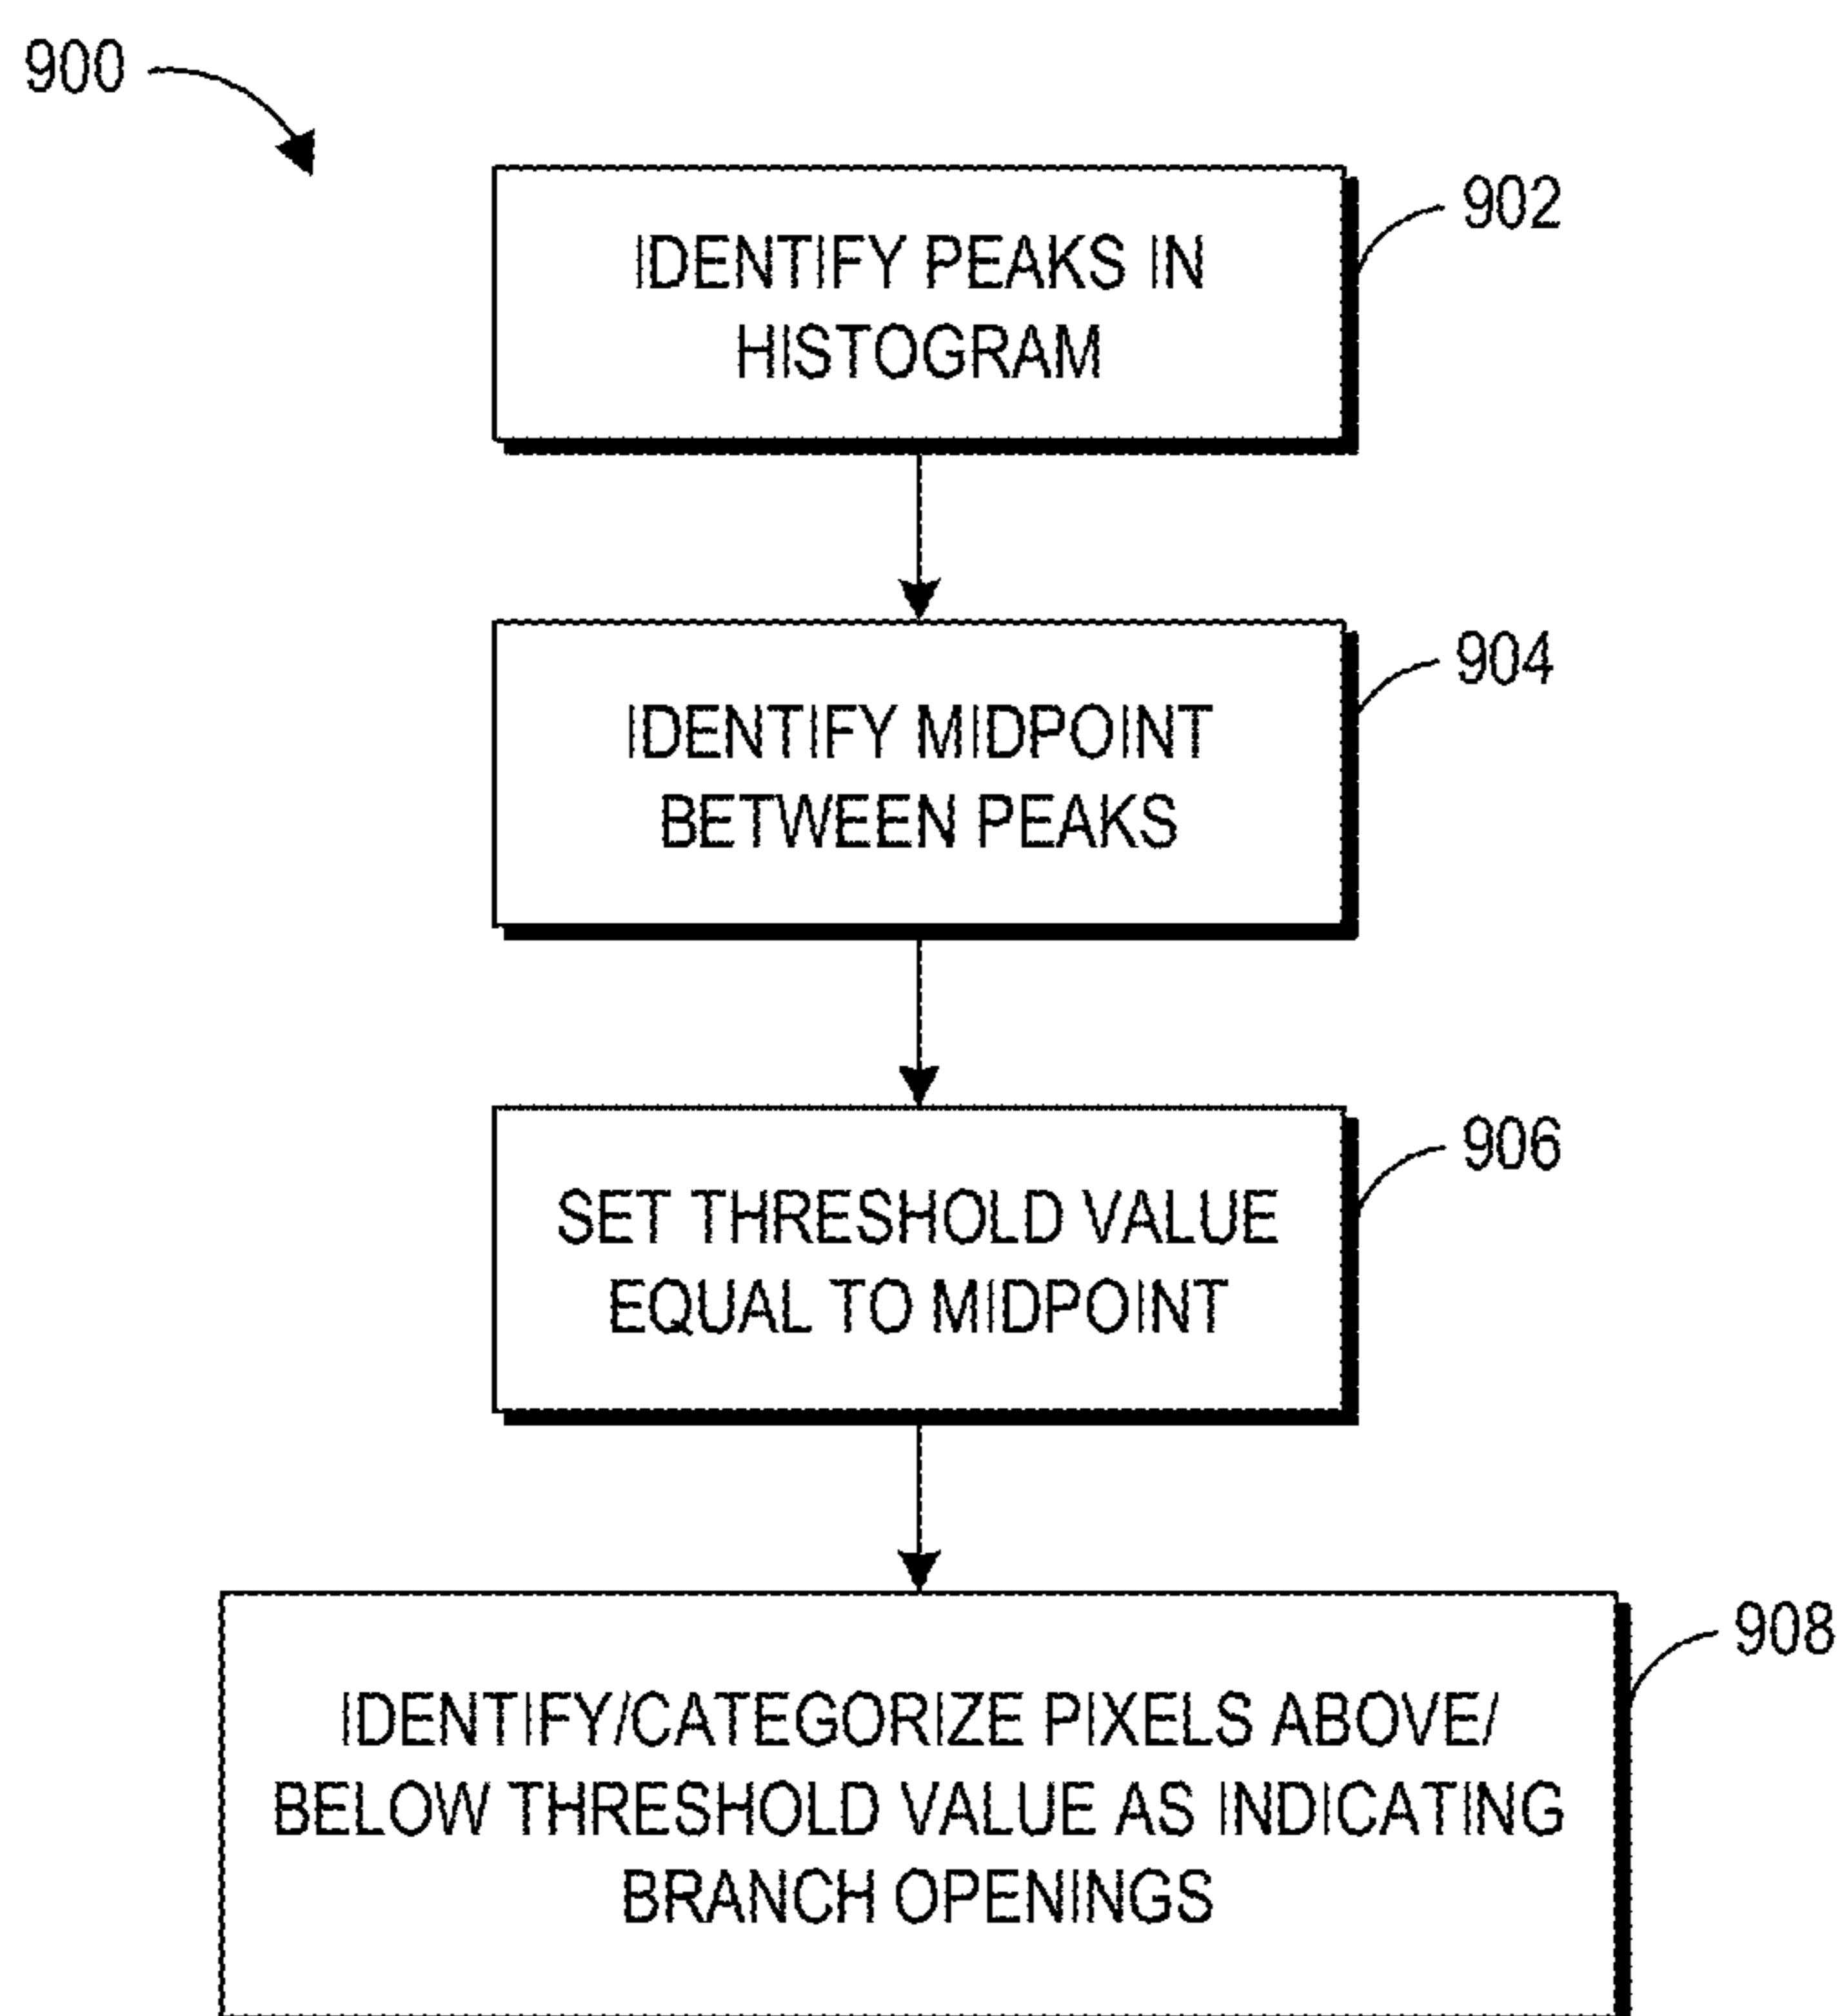 900
902
IDENTIFY PEAKS IN
HISTOGRAM
904
IDENTIFY MIDPOINT
BETWEEN PEAKS
906
SET THRESHOLD VALUE
EQUAL TO MIDPOINT
908
IDENTIFY/CATEGORIZE PIXELS ABOVE/
BELOW THRESHOLD VALUE AS INDICATING
BRANCH OPENINGS